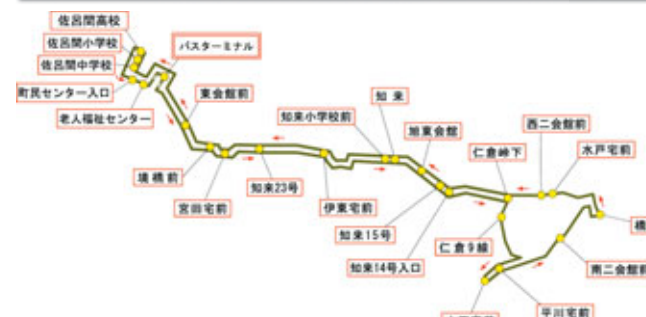 佐呂間高校
佐呂間小学校
佐呂間中学校
町民センター入口
老人福祉センター
バスターミナル
東会館前
境橋前
宮田宅前
知来23号
伊東宅前
知来小学校前
知来
旭東会館
知来15号
知来14号入口
仁倉峠下
西二会館前
水戸宅前
橋
仁倉9線
南二会館前
平川宅前